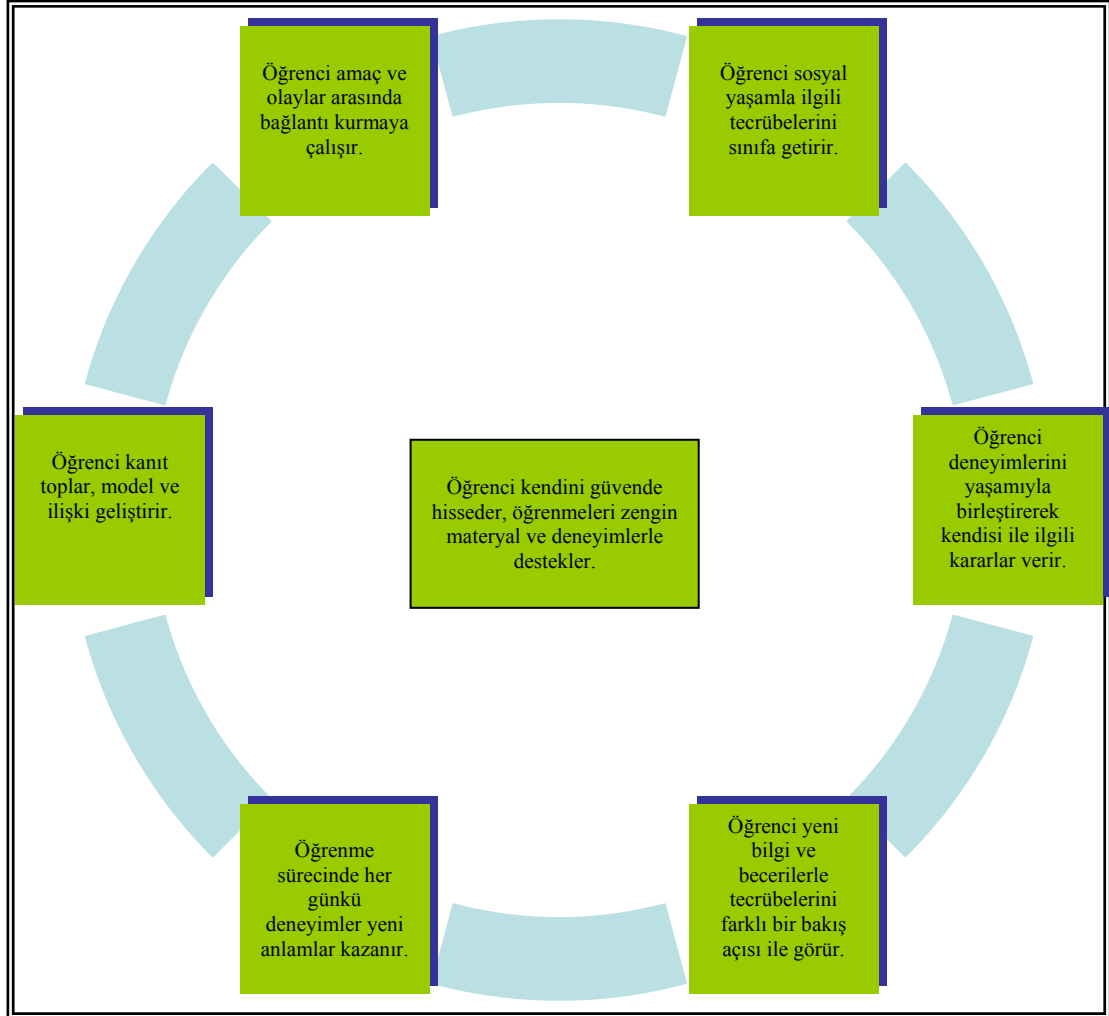 Öğrenci amaç ve
olaylar arasında
bağlantı kurmaya
çalışır.
Öğrenci sosyal
yaşamla ilgili
tecrübelerini
sınıfa getirir.
Öğrenci kanıt
toplar, model ve
ilişki geliştirir.
Öğrenci kendini güvende
hisseder, öğrenmeleri zengin
materyal ve deneyimlerle
destekler.
Öğrenci
deneyimlerini
yaşamıyla
birleştirerek
kendisi ile ilgili
kararlar verir.
Öğrenme
sürecinde her
günkü
deneyimler yeni
anlamlar kazanır.
Öğrenci yeni
bilgi ve
becerilerle
tecrübelerini
farklı bir bakış
açısı ile görür.